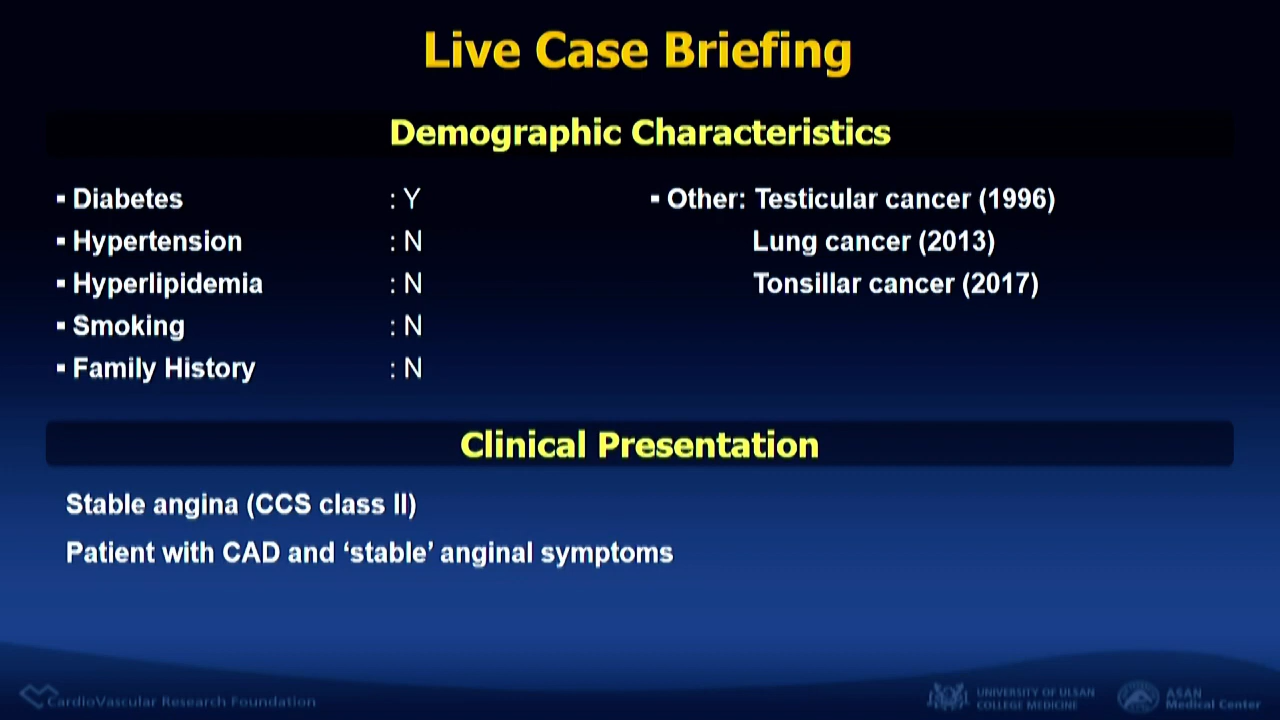 Live Case Briefing
Demographic Characteristics
▪ Diabetes : Y
▪ Hypertension : N
▪ Hyperlipidemia : N
▪ Smoking : N
▪ Family History : N
▪ Other: Testicular cancer (1996)
Lung cancer (2013)
Tonsillar cancer (2017)
Clinical Presentation
Stable angina (CCS class II)
Patient with CAD and ‘stable’ anginal symptoms
CardioVascular Research Foundation
UNIVERSITY OF ULSAN
COLLEGE MEDICINE
ASAN
Medical Center